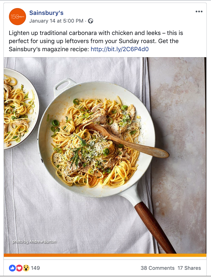 Sainsbury's
January 14 at 5:00 PM ·
Lighten up traditional carbonara with chicken and leeks – this is
perfect for using up leftovers from your Sunday roast. Get the
Sainsbury's magazine recipe: http://bit.ly/2C6P4d0
149
38 Comments 17 Shares